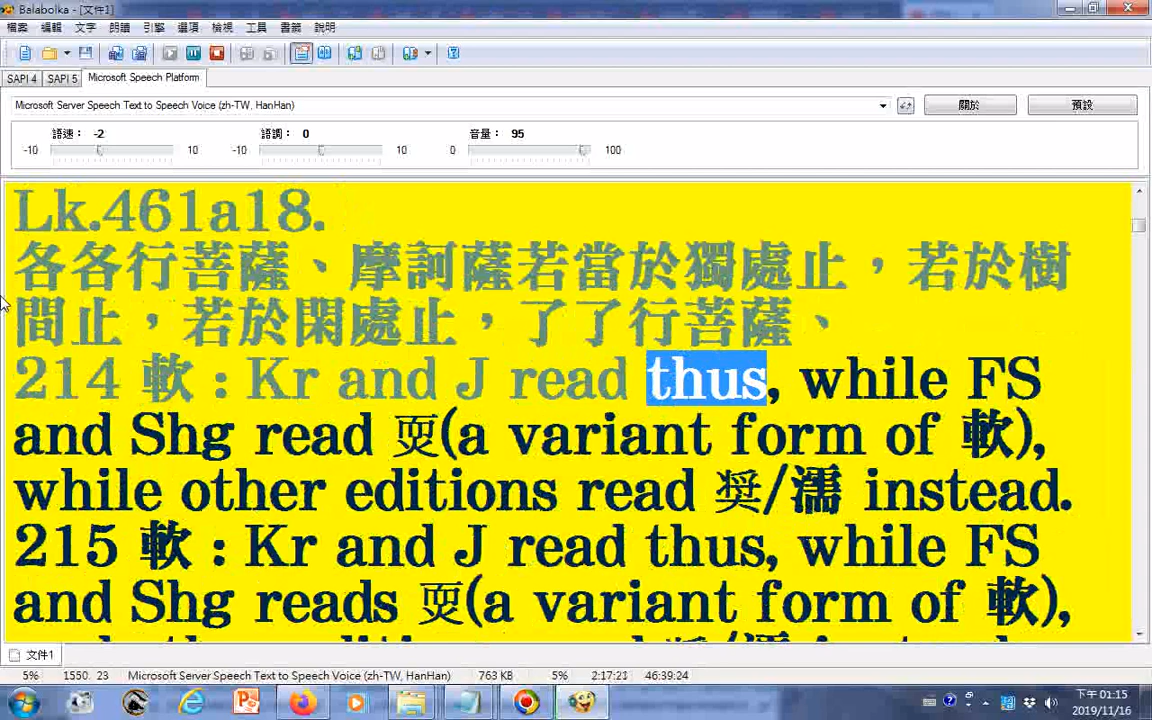 Balabolka - [文件1]
檔案 編輯 文字 朗讀 引擎 選項 檢視 工具 書籤 說明
SAPI 4 SAPI 5 Microsoft Speech Platform
Microsoft Server Speech Text to Speech Voice (zh-TW, HanHan) 關於 預設
語速： -2 語調： 0 音量： 95
-10 10 -10 10 0 100
Lk.461a18.
各各行菩薩、摩訶薩若當於獨處止，若於樹
間止，若於閑處止，了了行菩薩、
214 軟 : Kr and J read thus, while FS
and Shg read 耎(a variant form of 軟),
while other editions read /濡 instead.
215 軟 : Kr and J read thus, while FS
and Shg reads 耎(a variant form of 軟),
文件1
5% 1550: 23 Microsoft Server Speech Text to Speech Voice (zh-TW, HanHan) 763 KB 5% 2:17:21 46:39:24
下午 01:15
2019/11/16